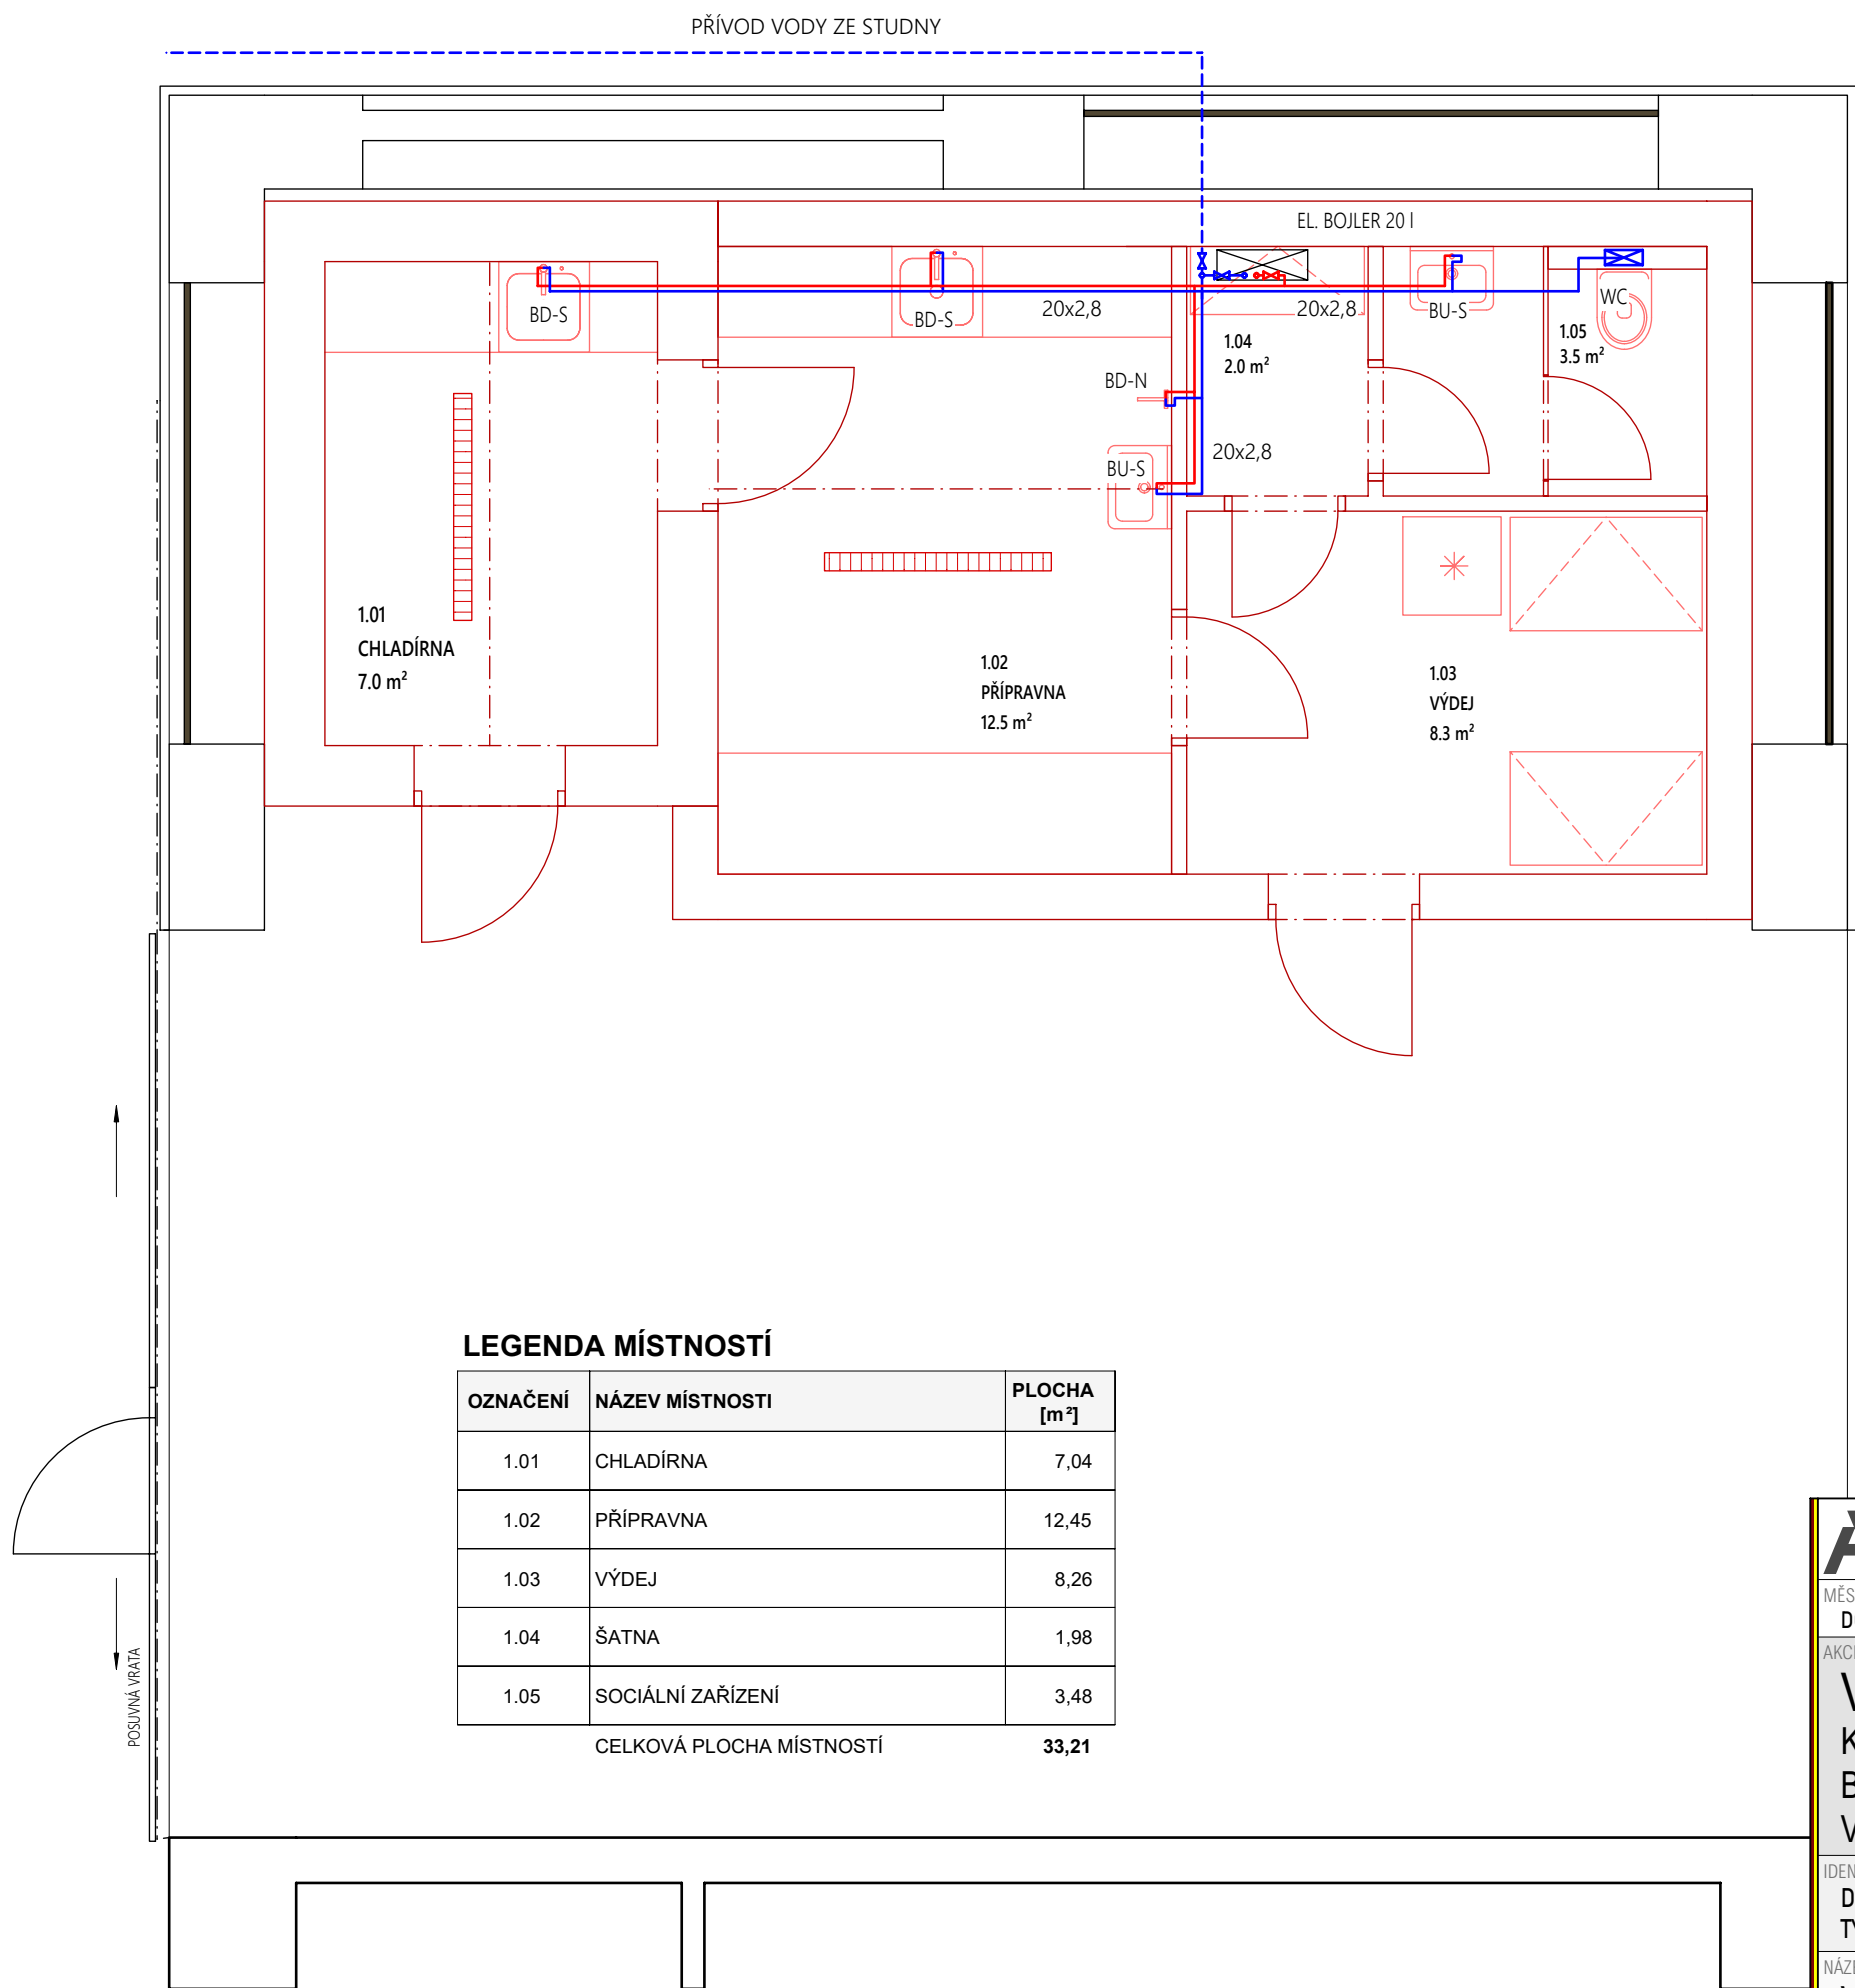 PŘÍVOD VODY ZE STUDNY
EL. BOJLER 20 l
BD-S
BD-S
20x2,8
20x2,8
BU-S
WC
1.04
2.0 m²
1.05
3.5 m²
BD-N
20x2,8
BU-S
1.01
CHLADÍRNA
7.0 m²
1.02
PŘÍPRAVNA
12.5 m²
1.03
VÝDEJ
8.3 m²
LEGENDA MÍSTNOSTÍ
OZNAČENÍ NÁZEV MÍSTNOSTI PLOCHA [m²]
1.01 CHLADÍRNA 7,04
1.02 PŘÍPRAVNA 12,45
1.03 VÝDEJ 8,26
1.04 ŠATNA 1,98
1.05 SOCIÁLNÍ ZAŘÍZENÍ 3,48
CELKOVÁ PLOCHA MÍSTNOSTÍ 33,21
POSUVNÁ VRATA